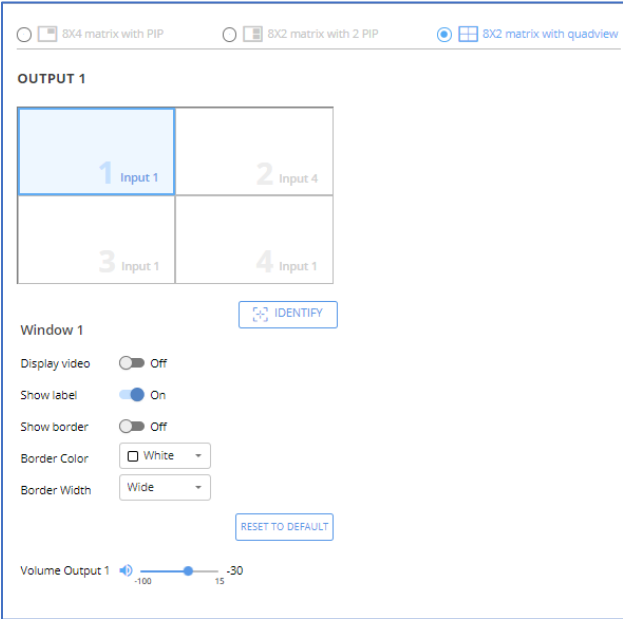 8X4 matrix with PIP 8X2 matrix with 2 PIP 8X2 matrix with quadview
OUTPUT 1
1 Input 1 2 Input 4
3 Input 1 4 Input 1
IDENTIFY
Window 1
Display video Off
Show label On
Show border Off
Border Color White
Border Width Wide
RESET TO DEFAULT
Volume Output 1 -30
-100 15